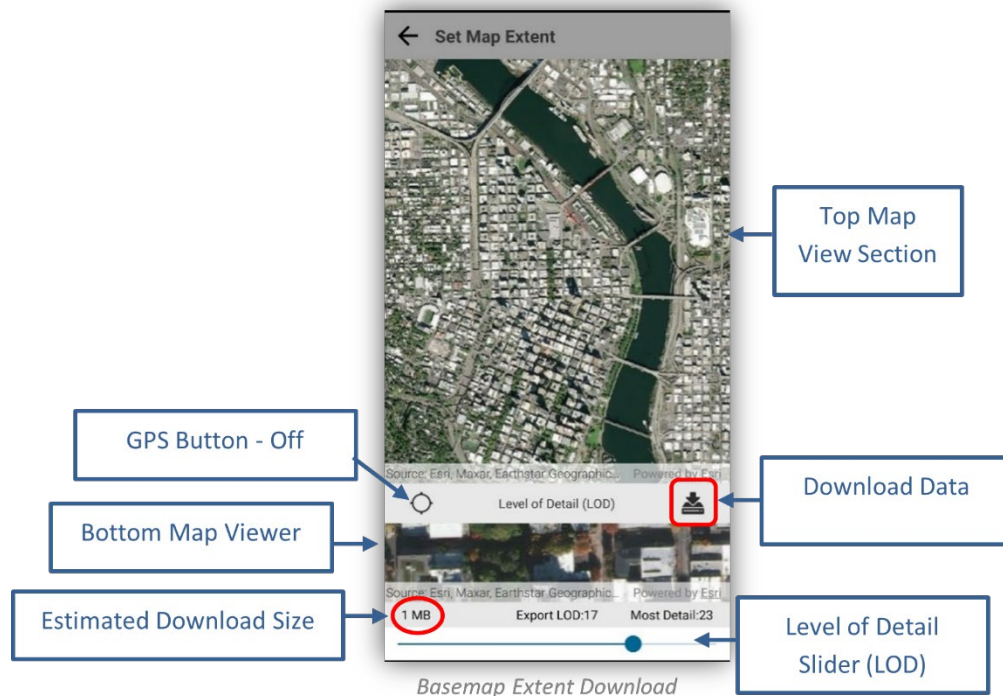 Set Map Extent
Top Map
View Section
GPS Button - Off
Source: Esri, Maxar, Earthstar Geographic... Powered by Esri
Level of Detail (LOD)
Download Data
Bottom Map Viewer
Source: Esri, Maxar, Earthstar Geographic... Powered by Esri
Estimated Download Size
1 MB Export LOD:17 Most Detail:23
Level of Detail
Slider (LOD)
Basemap Extent Download